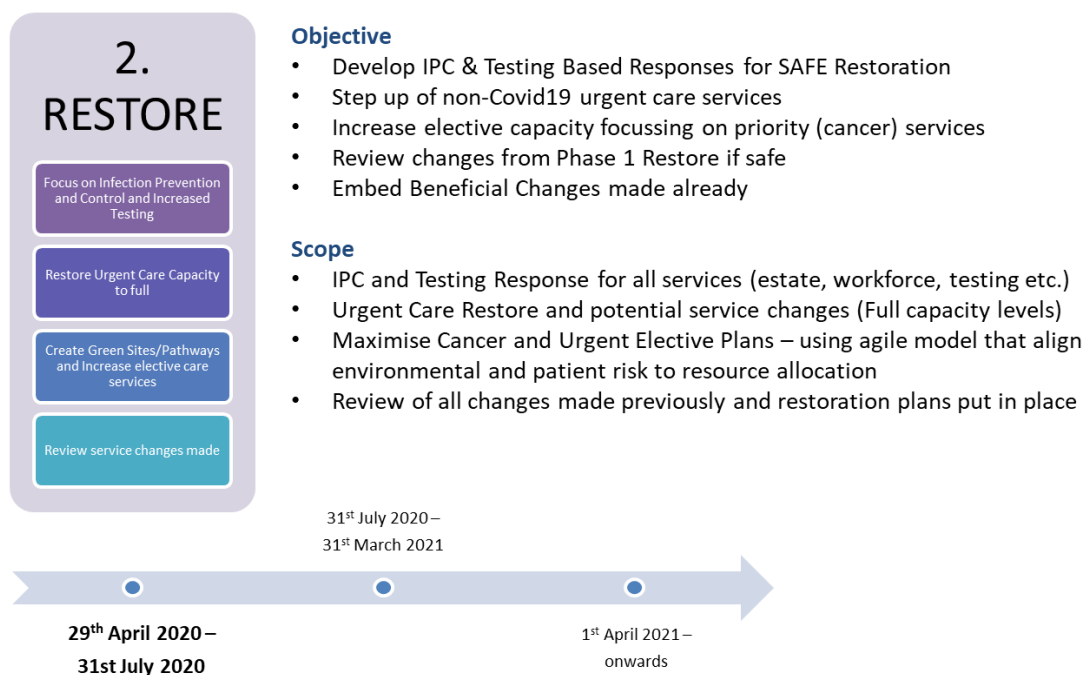 2.
RESTORE
Focus on Infection Prevention
and Control and Increased
Testing
Restore Urgent Care Capacity
to full
Create Green Sites/Pathways
and Increase elective care
services
Review service changes made
Objective
• Develop IPC & Testing Based Responses for SAFE Restoration
• Step up of non-Covid19 urgent care services
• Increase elective capacity focussing on priority (cancer) services
• Review changes from Phase 1 Restore if safe
• Embed Beneficial Changes made already
Scope
• IPC and Testing Response for all services (estate, workforce, testing etc.)
• Urgent Care Restore and potential service changes (Full capacity levels)
• Maximise Cancer and Urgent Elective Plans – using agile model that align
environmental and patient risk to resource allocation
• Review of all changes made previously and restoration plans put in place
31st July 2020 –
31st March 2021
29th April 2020 –
31st July 2020
1st April 2021 –
onwards